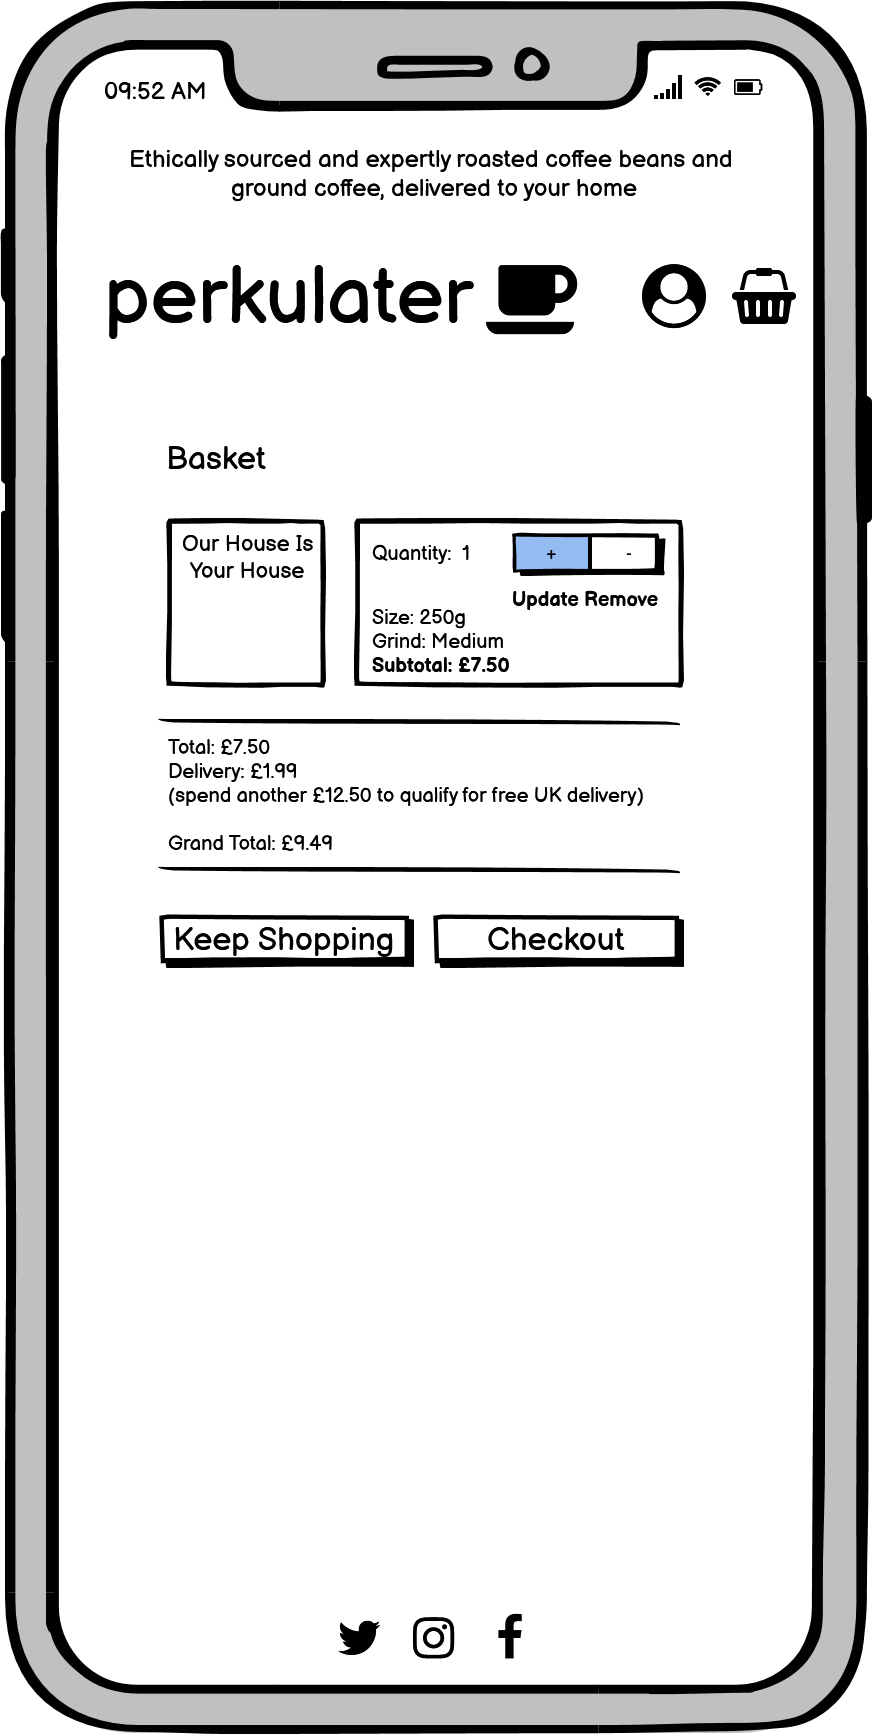 09:52 AM
Ethically sourced and expertly roasted coffee beans and
ground coffee, delivered to your home
perkulater
Basket
Our House Is
Your House
Quantity: 1
+ -
Update Remove
Size: 250g
Grind: Medium
Subtotal: £7.50
Total: £7.50
Delivery: £1.99
(spend another £12.50 to qualify for free UK delivery)
Grand Total: £9.49
Keep Shopping
Checkout